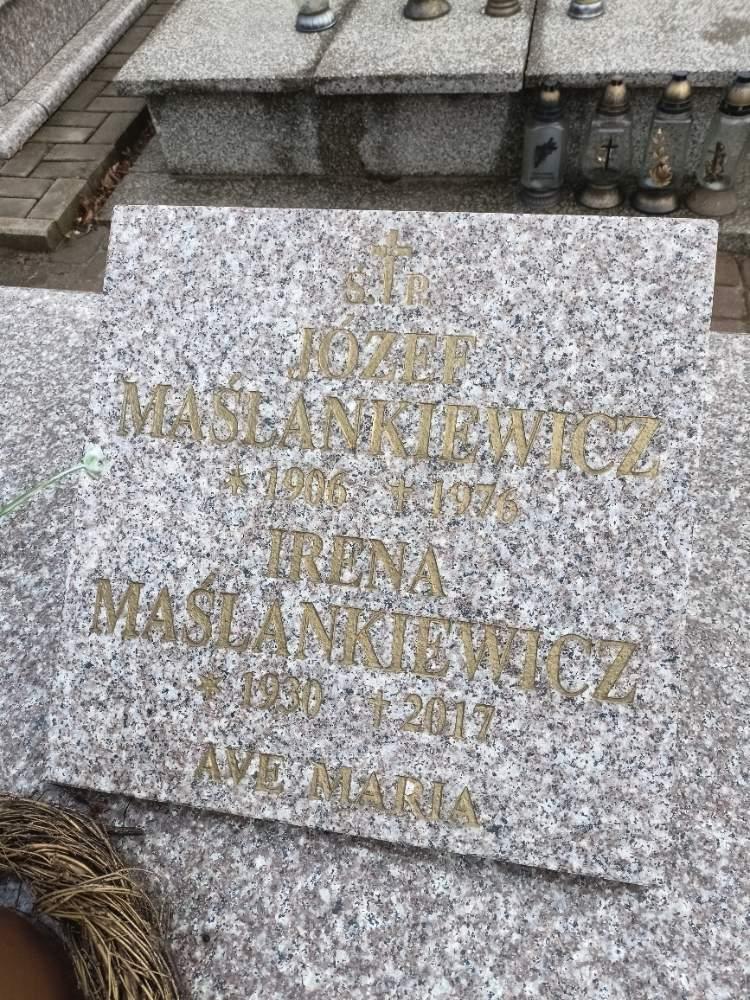 Ś. P.
JÓZEF
MAŚLANKIEWICZ
* 1906 † 1976
IRENA
MAŚLANKIEWICZ
* 1930 † 2017
AVE MARIA